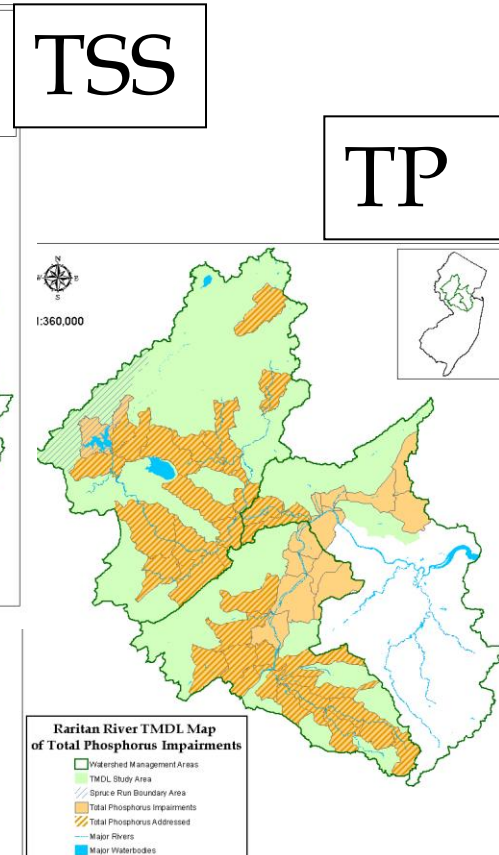 TSS
TP
N
W E
S
1:360,000
Raritan River TMDL Map
of Total Phosphorus Impairments
Watershed Management Areas
TMDL Study Area
Spruce Run Boundary Area
Total Phosphorus Impairments
Total Phosphorus Addressed
Major Rivers
Major Waterbodies